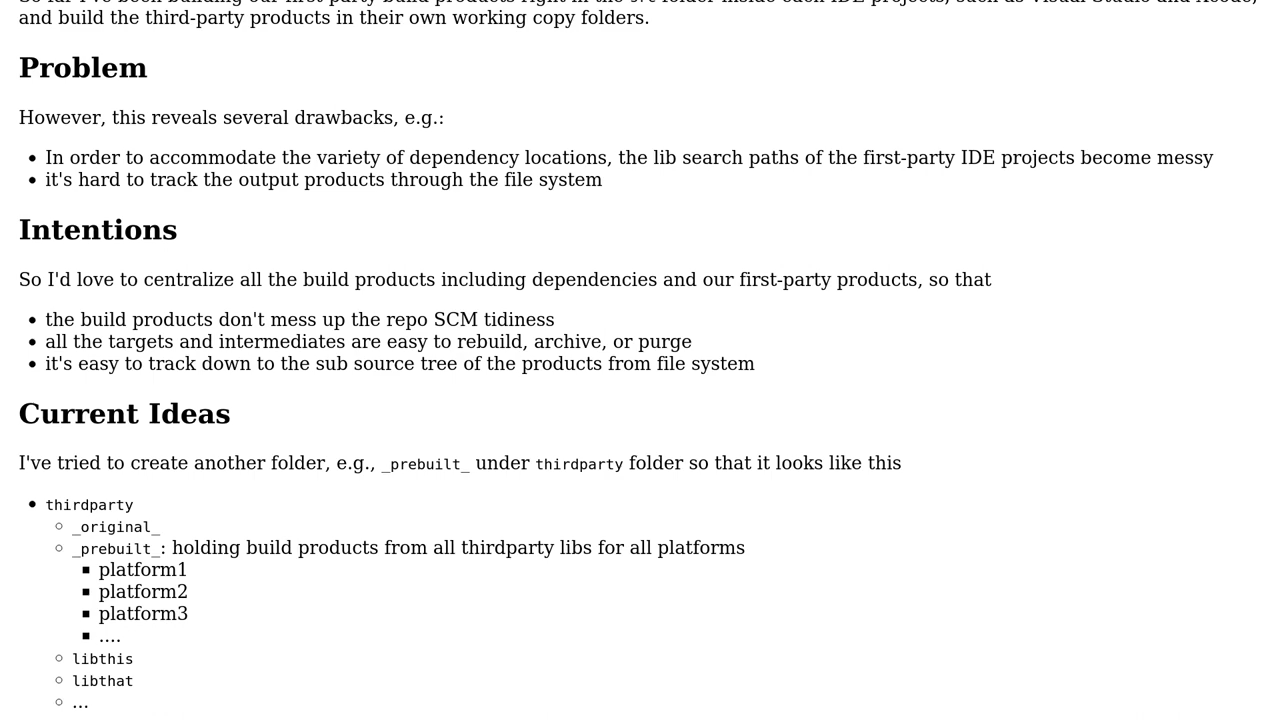 and build the third-party products in their own working copy folders.
Problem
However, this reveals several drawbacks, e.g.:
• In order to accommodate the variety of dependency locations, the lib search paths of the first-party IDE projects become messy
• it's hard to track the output products through the file system
Intentions
So I'd love to centralize all the build products including dependencies and our first-party products, so that
• the build products don't mess up the repo SCM tidiness
• all the targets and intermediates are easy to rebuild, archive, or purge
• it's easy to track down to the sub source tree of the products from file system
Current Ideas
I've tried to create another folder, e.g., _prebuilt_ under thirdparty folder so that it looks like this
• thirdparty
◦ _original_
◦ _prebuilt_: holding build products from all thirdparty libs for all platforms
▪ platform1
▪ platform2
▪ platform3
▪ ....
◦ libthis
◦ libthat
◦ ...